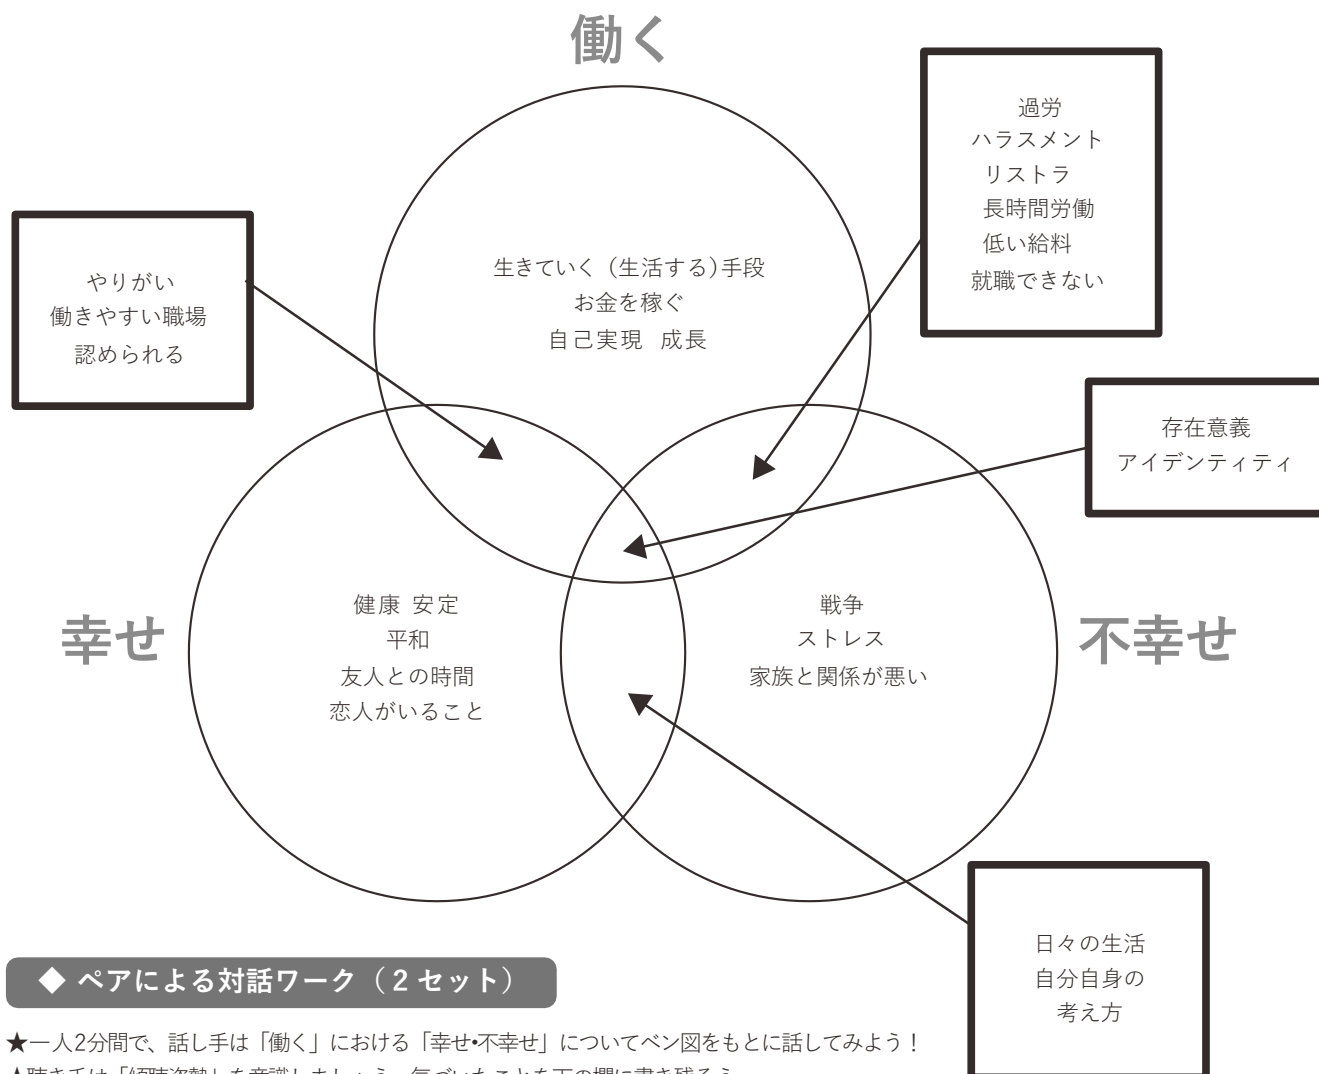 働く
過労
ハラスメント
リストラ
長時間労働
低い給料
就職できない
やりがい
働きやすい職場
認められる
生きていく（生活する）手段
お金を稼ぐ
自己実現 成長
存在意義
アイデンティティ
幸せ
健康 安定
平和
友人との時間
恋人がいること
不幸せ
戦争
ストレス
家族と関係が悪い
日々の生活
自分自身の
考え方
◆ ペアによる対話ワーク（２セット）
★一人2分間で、話し手は「働く」における「幸せ・不幸せ」についてベン図をもとに話してみよう！